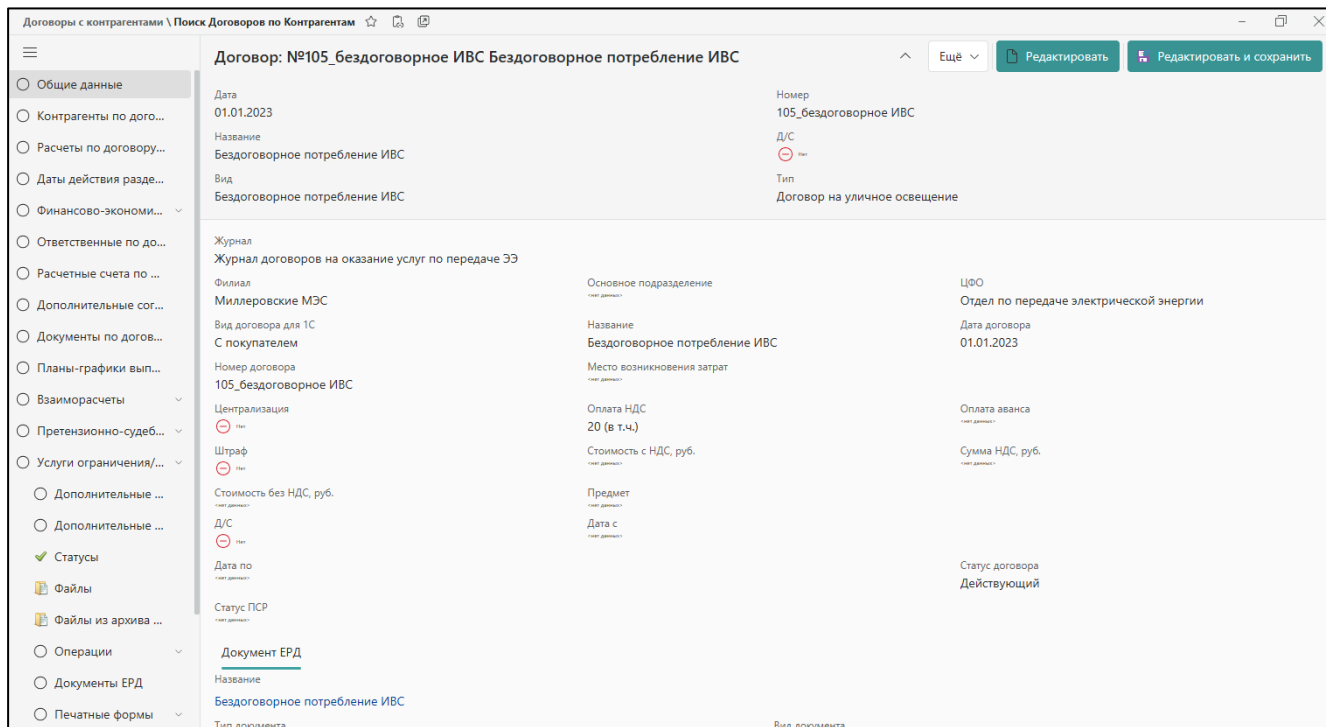 Договоры с контрагентами \ Поиск Договоров по Контрагентам
Договор: №105_бездоговорное ИВС Бездоговорное потребление ИВС
Ещё
Редактировать
Редактировать и сохранить
Общие данные
Контрагенты по дого...
Расчеты по договору...
Даты действия разде...
Финансово-экономи...
Ответственные по до...
Расчетные счета по ...
Дополнительные сог...
Документы по догов...
Планы-графики вып...
Взаиморасчеты
Претензионно-судеб...
Услуги ограничения/...
Дополнительные ...
Дополнительные ...
Статусы
Файлы
Файлы из архива ...
Операции
Документы ЕРД
Печатные формы
Дата
Номер
01.01.2023
105_бездоговорное ИВС
Название
Д/С
Бездоговорное потребление ИВС
Нет
Вид
Тип
Бездоговорное потребление ИВС
Договор на уличное освещение
Журнал
Журнал договоров на оказание услуг по передаче ЭЭ
Филиал
Основное подразделение
ЦФО
Миллеровские МЭС
<нет данных>
Отдел по передаче электрической энергии
Вид договора для 1С
Название
Дата договора
С покупателем
Бездоговорное потребление ИВС
01.01.2023
Номер договора
Место возникновения затрат
105_бездоговорное ИВС
<нет данных>
Централизация
Оплата НДС
Оплата аванса
Нет
20 (в т.ч.)
<нет данных>
Штраф
Стоимость с НДС, руб.
Сумма НДС, руб.
Нет
<нет данных>
<нет данных>
Стоимость без НДС, руб.
Предмет
<нет данных>
<нет данных>
Д/С
Дата с
Нет
<нет данных>
Дата по
Статус договора
<нет данных>
Действующий
Статус ПСР
<нет данных>
Документ ЕРД
Название
Бездоговорное потребление ИВС
Тип документа
Вид документа